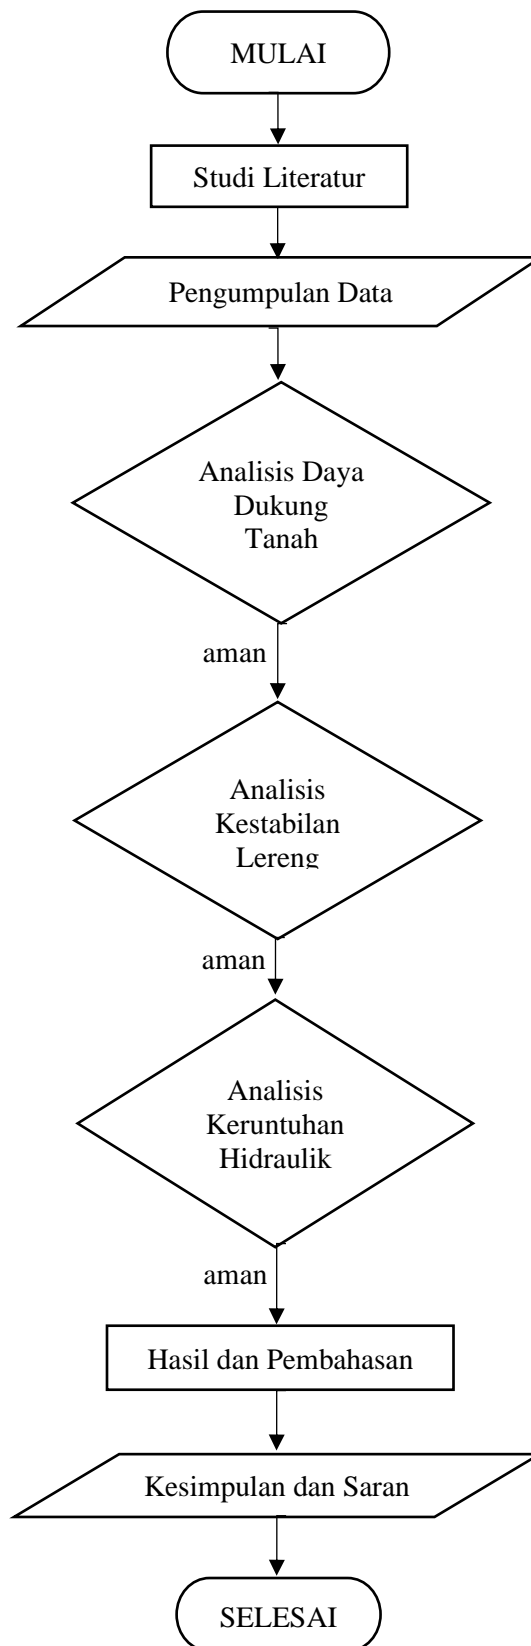 MULAI
Studi Literatur
Pengumpulan Data
Analisis Daya
Dukung
Tanah
aman
Analisis
Kestabilan
Lereng
aman
Analisis
Keruntuhan
Hidraulik
aman
Hasil dan Pembahasan
Kesimpulan dan Saran
SELESAI